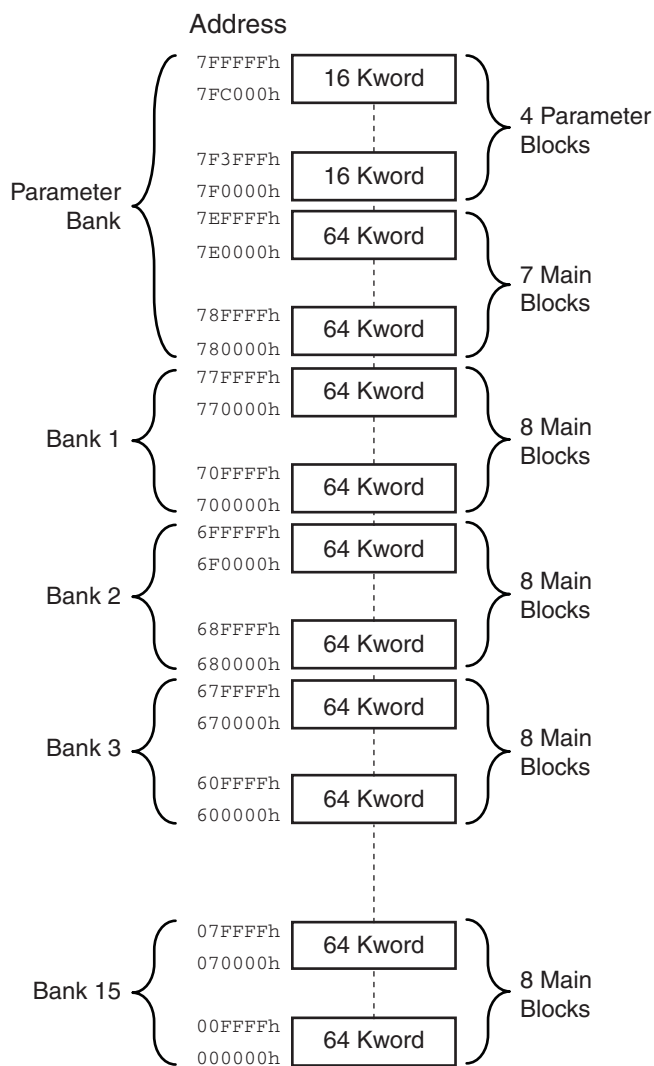 Address
7FFFFFh
16 Kword
7FC000h
4 Parameter
Blocks
7F3FFFh
16 Kword
7F0000h
Parameter
Bank
7EFFFFh
64 Kword
7E0000h
7 Main
Blocks
78FFFFh
64 Kword
780000h
77FFFFh
64 Kword
770000h
Bank 1
8 Main
Blocks
70FFFFh
64 Kword
700000h
6FFFFFh
64 Kword
6F0000h
Bank 2
8 Main
Blocks
68FFFFh
64 Kword
680000h
67FFFFh
64 Kword
670000h
Bank 3
8 Main
Blocks
60FFFFh
64 Kword
600000h
07FFFFh
64 Kword
070000h
Bank 15
8 Main
Blocks
00FFFFh
64 Kword
000000h